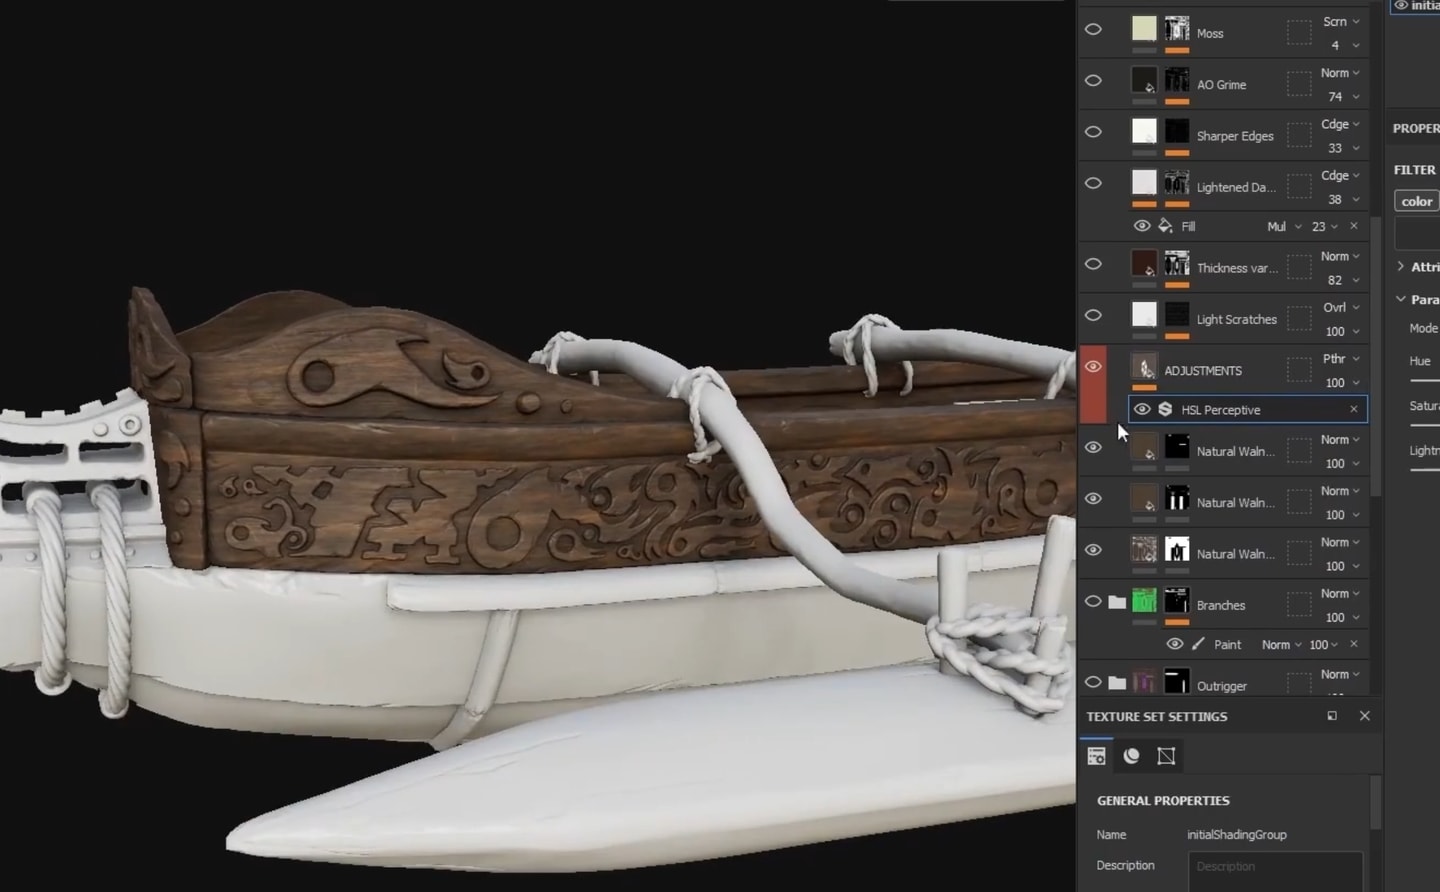 initia
Moss
Scrn
4
AO Grime
Norm
74
Sharper Edges
Cdge
33
Lightened Da...
Cdge
38
Fill
Mul
23
Thickness var...
Norm
82
Light Scratches
Ovrl
100
ADJUSTMENTS
Pthr
100
HSL Perceptive
Natural Waln...
Norm
100
Natural Waln...
Norm
100
Natural Waln...
Norm
100
Branches
Norm
100
Paint
Norm
100
Outrigger
Norm
TEXTURE SET SETTINGS
GENERAL PROPERTIES
Name
initialShadingGroup
Description
Description
PROPER
FILTER
color
Attri
Para
Mode
Hue
Satura
Lightn